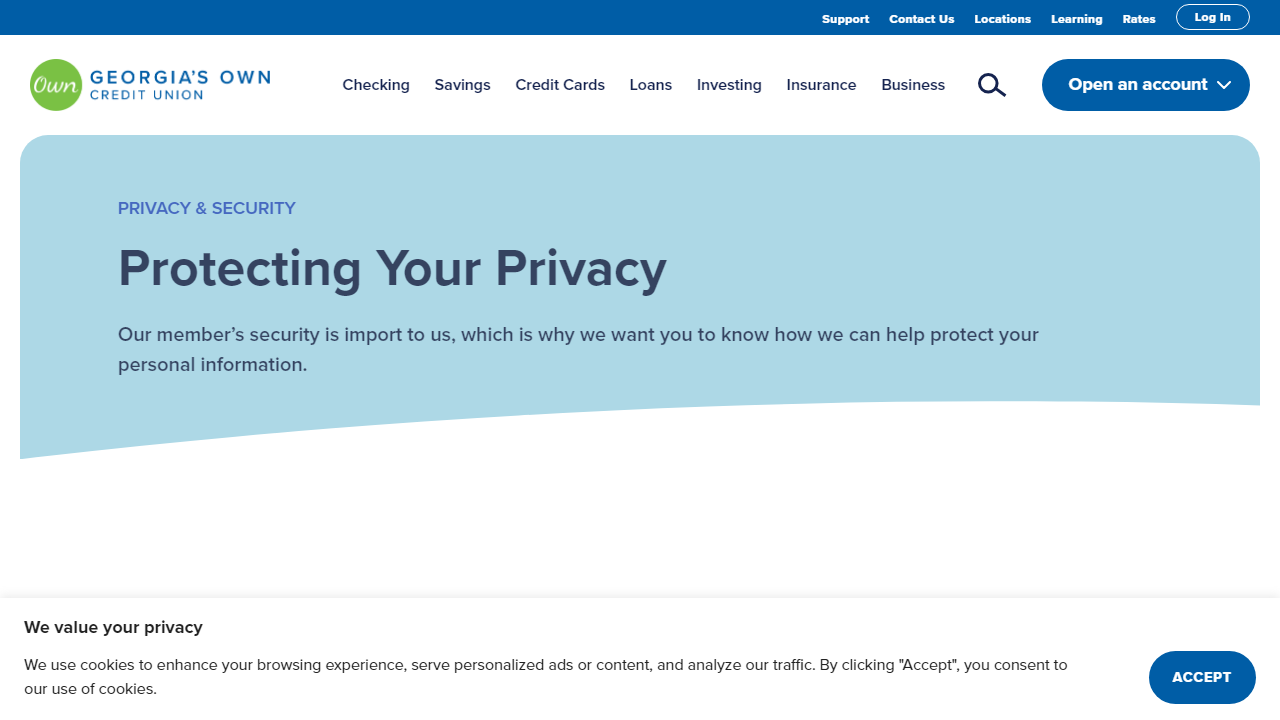 Support Contact Us Locations Learning Rates Log In
Own GEORGIA'S OWN
CREDIT UNION
Checking Savings Credit Cards Loans Investing Insurance Business Open an account
PRIVACY & SECURITY
Protecting Your Privacy
Our member’s security is import to us, which is why we want you to know how we can help protect your
personal information.
We value your privacy
We use cookies to enhance your browsing experience, serve personalized ads or content, and analyze our traffic. By clicking "Accept", you consent to
our use of cookies.
ACCEPT